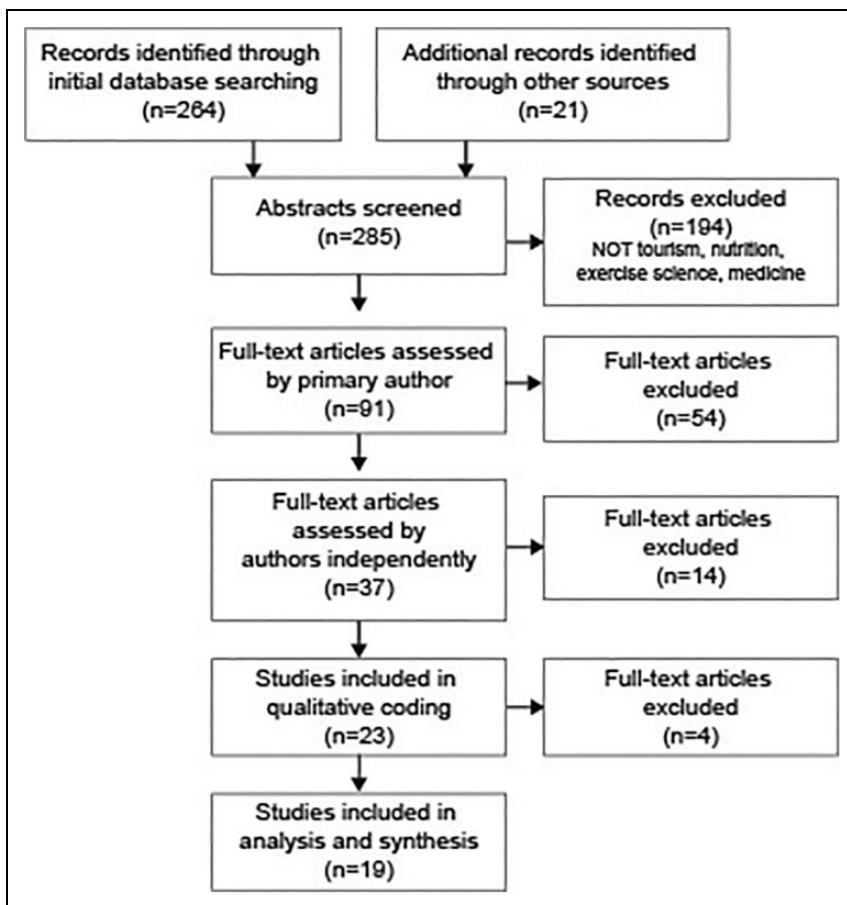 Records identified through
initial database searching
(n=264)
Additional records identified
through other sources
(n=21)
Abstracts screened
(n=285)
Records excluded
(n=194)
NOT tourism, nutrition,
exercise science, medicine
Full-text articles assessed
by primary author
(n=91)
Full-text articles
excluded
(n=54)
Full-text articles
assessed by
authors independently
(n=37)
Full-text articles
excluded
(n=14)
Studies included in
qualitative coding
(n=23)
Full-text articles
excluded
(n=4)
Studies included in
analysis and synthesis
(n=19)